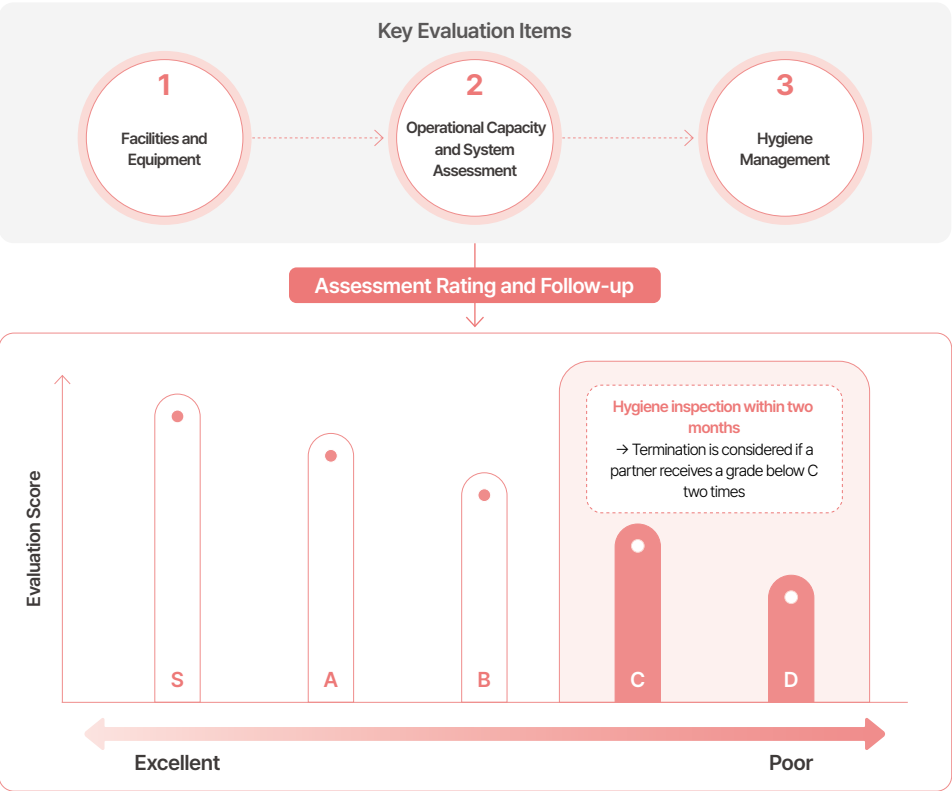 Key Evaluation Items
1
Facilities and
Equipment
2
Operational Capacity
and System
Assessment
3
Hygiene
Management
Assessment Rating and Follow-up
Evaluation Score
Hygiene inspection within two
months
→ Termination is considered if a
partner receives a grade below C
two times
S
A
B
C
D
Excellent
Poor